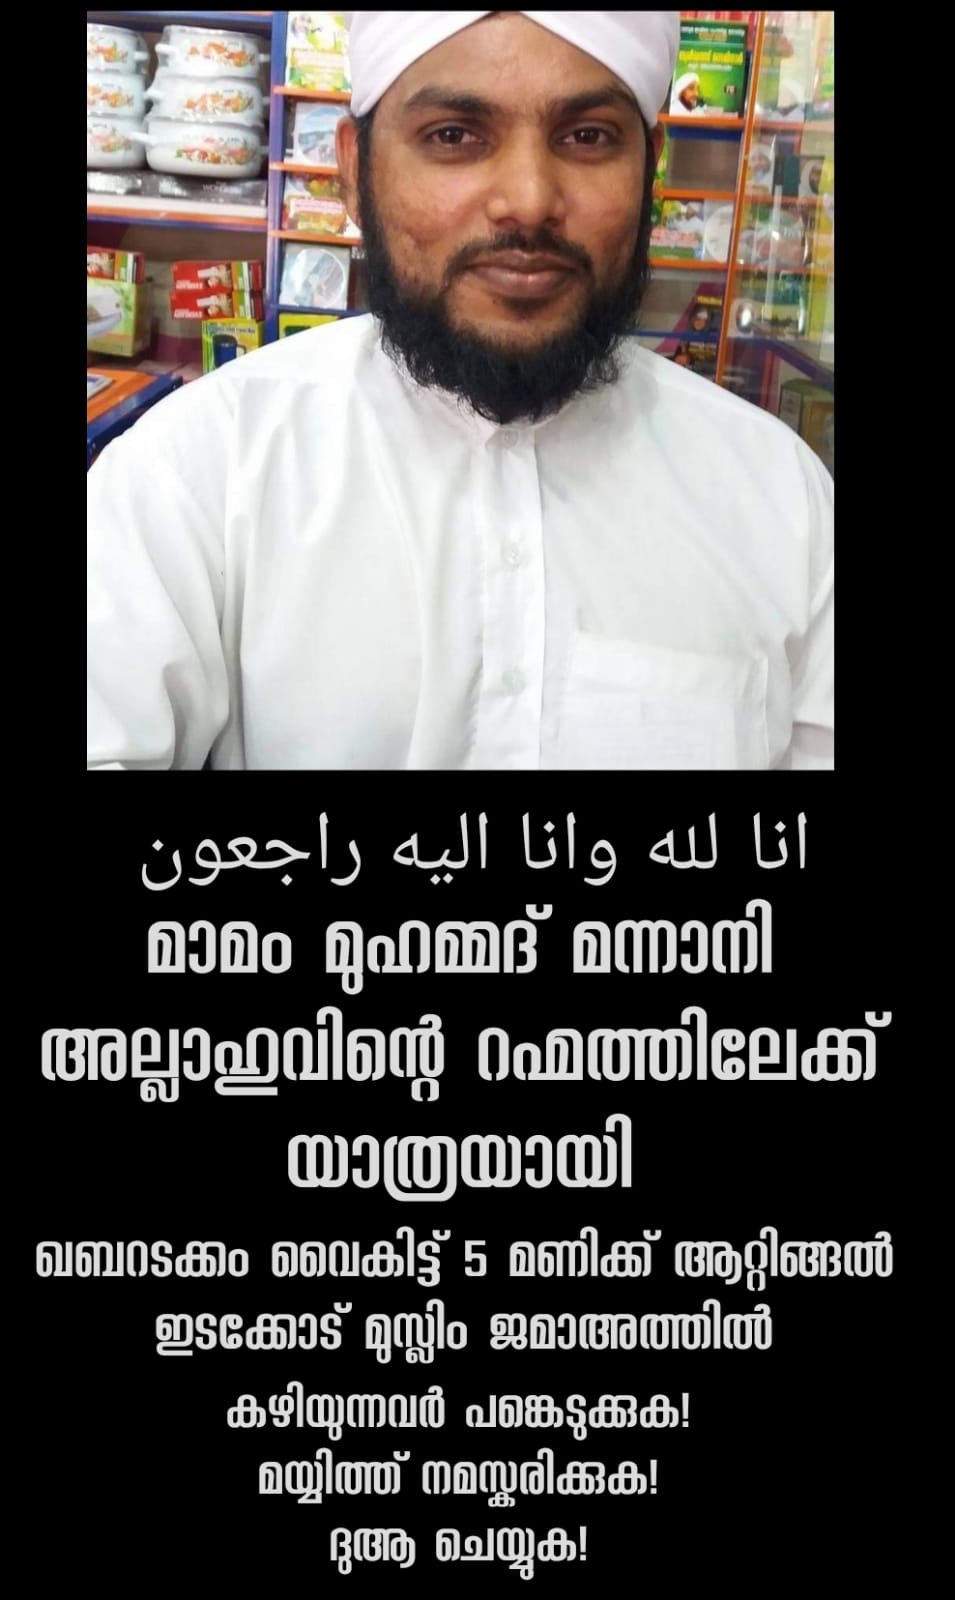 انا لله وانا اليه راجعون
മാമം മുഹമ്മദ് മന്നാനി
അല്ലാഹുവിന്റെ റഹ്മത്തിലേക്ക്
യാത്രയായി
ഖബറടക്കം വൈകിട്ട് 5 മണിക്ക് ആറ്റിങ്ങൽ
ഇടക്കോട് മുസ്ലിം ജമാഅത്തിൽ
കഴിയുന്നവർ പങ്കെടുക്കുക!
മയ്യിത്ത് നമസ്കരിക്കുക!
ദുആ ചെയ്യുക!